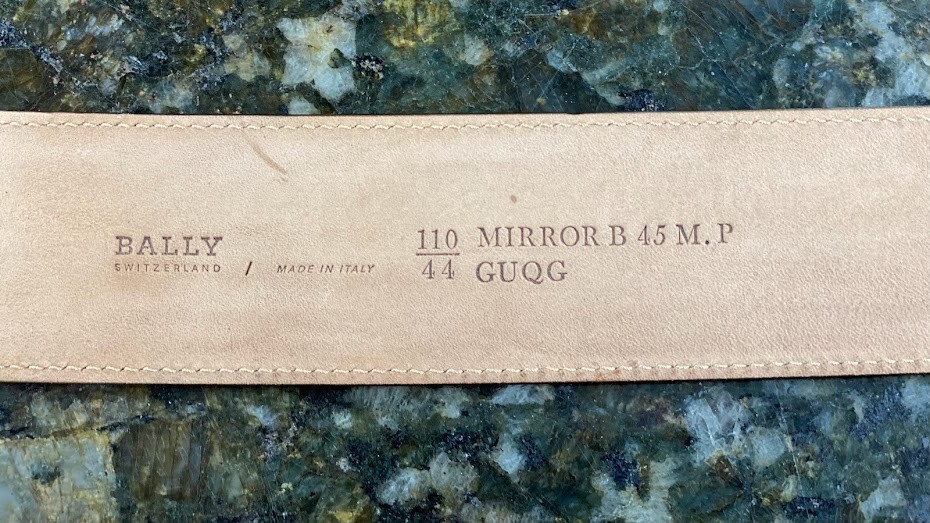 BALLY
SWITZERLAND / MADE IN ITALY
110 MIRROR B 45 M. P
44 GUQG